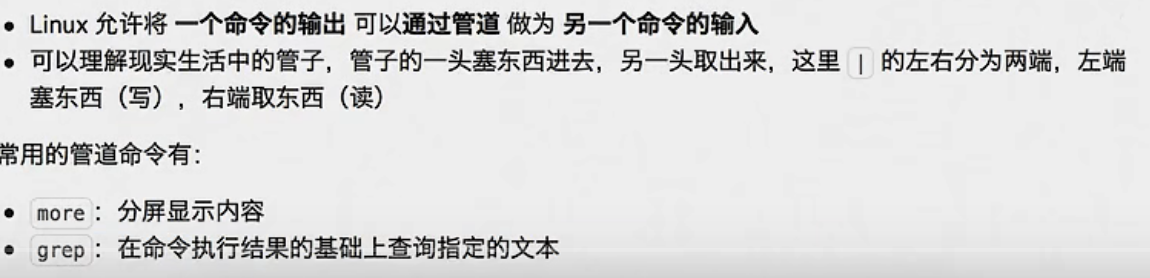 • Linux 允许将 一个命令的输出 可以通过管道 做为 另一个命令的输入
• 可以理解现实生活中的管子，管子的一头塞东西进去，另一头取出来，这里 | 的左右分为两端，左端
塞东西（写），右端取东西（读）
常用的管道命令有：
• more：分屏显示内容
• grep：在命令执行结果的基础上查询指定的文本